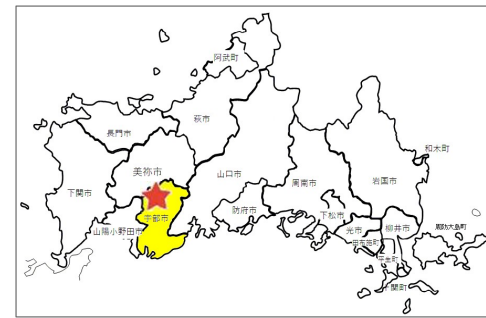 阿武町
萩市
長門市
和木町
美祢市
山口市
岩国市
下関市
周南市
防府市
宇部市
下松市
山陽小野田市
光市
柳井市
周防大島町
田布施町
平生町
上関町